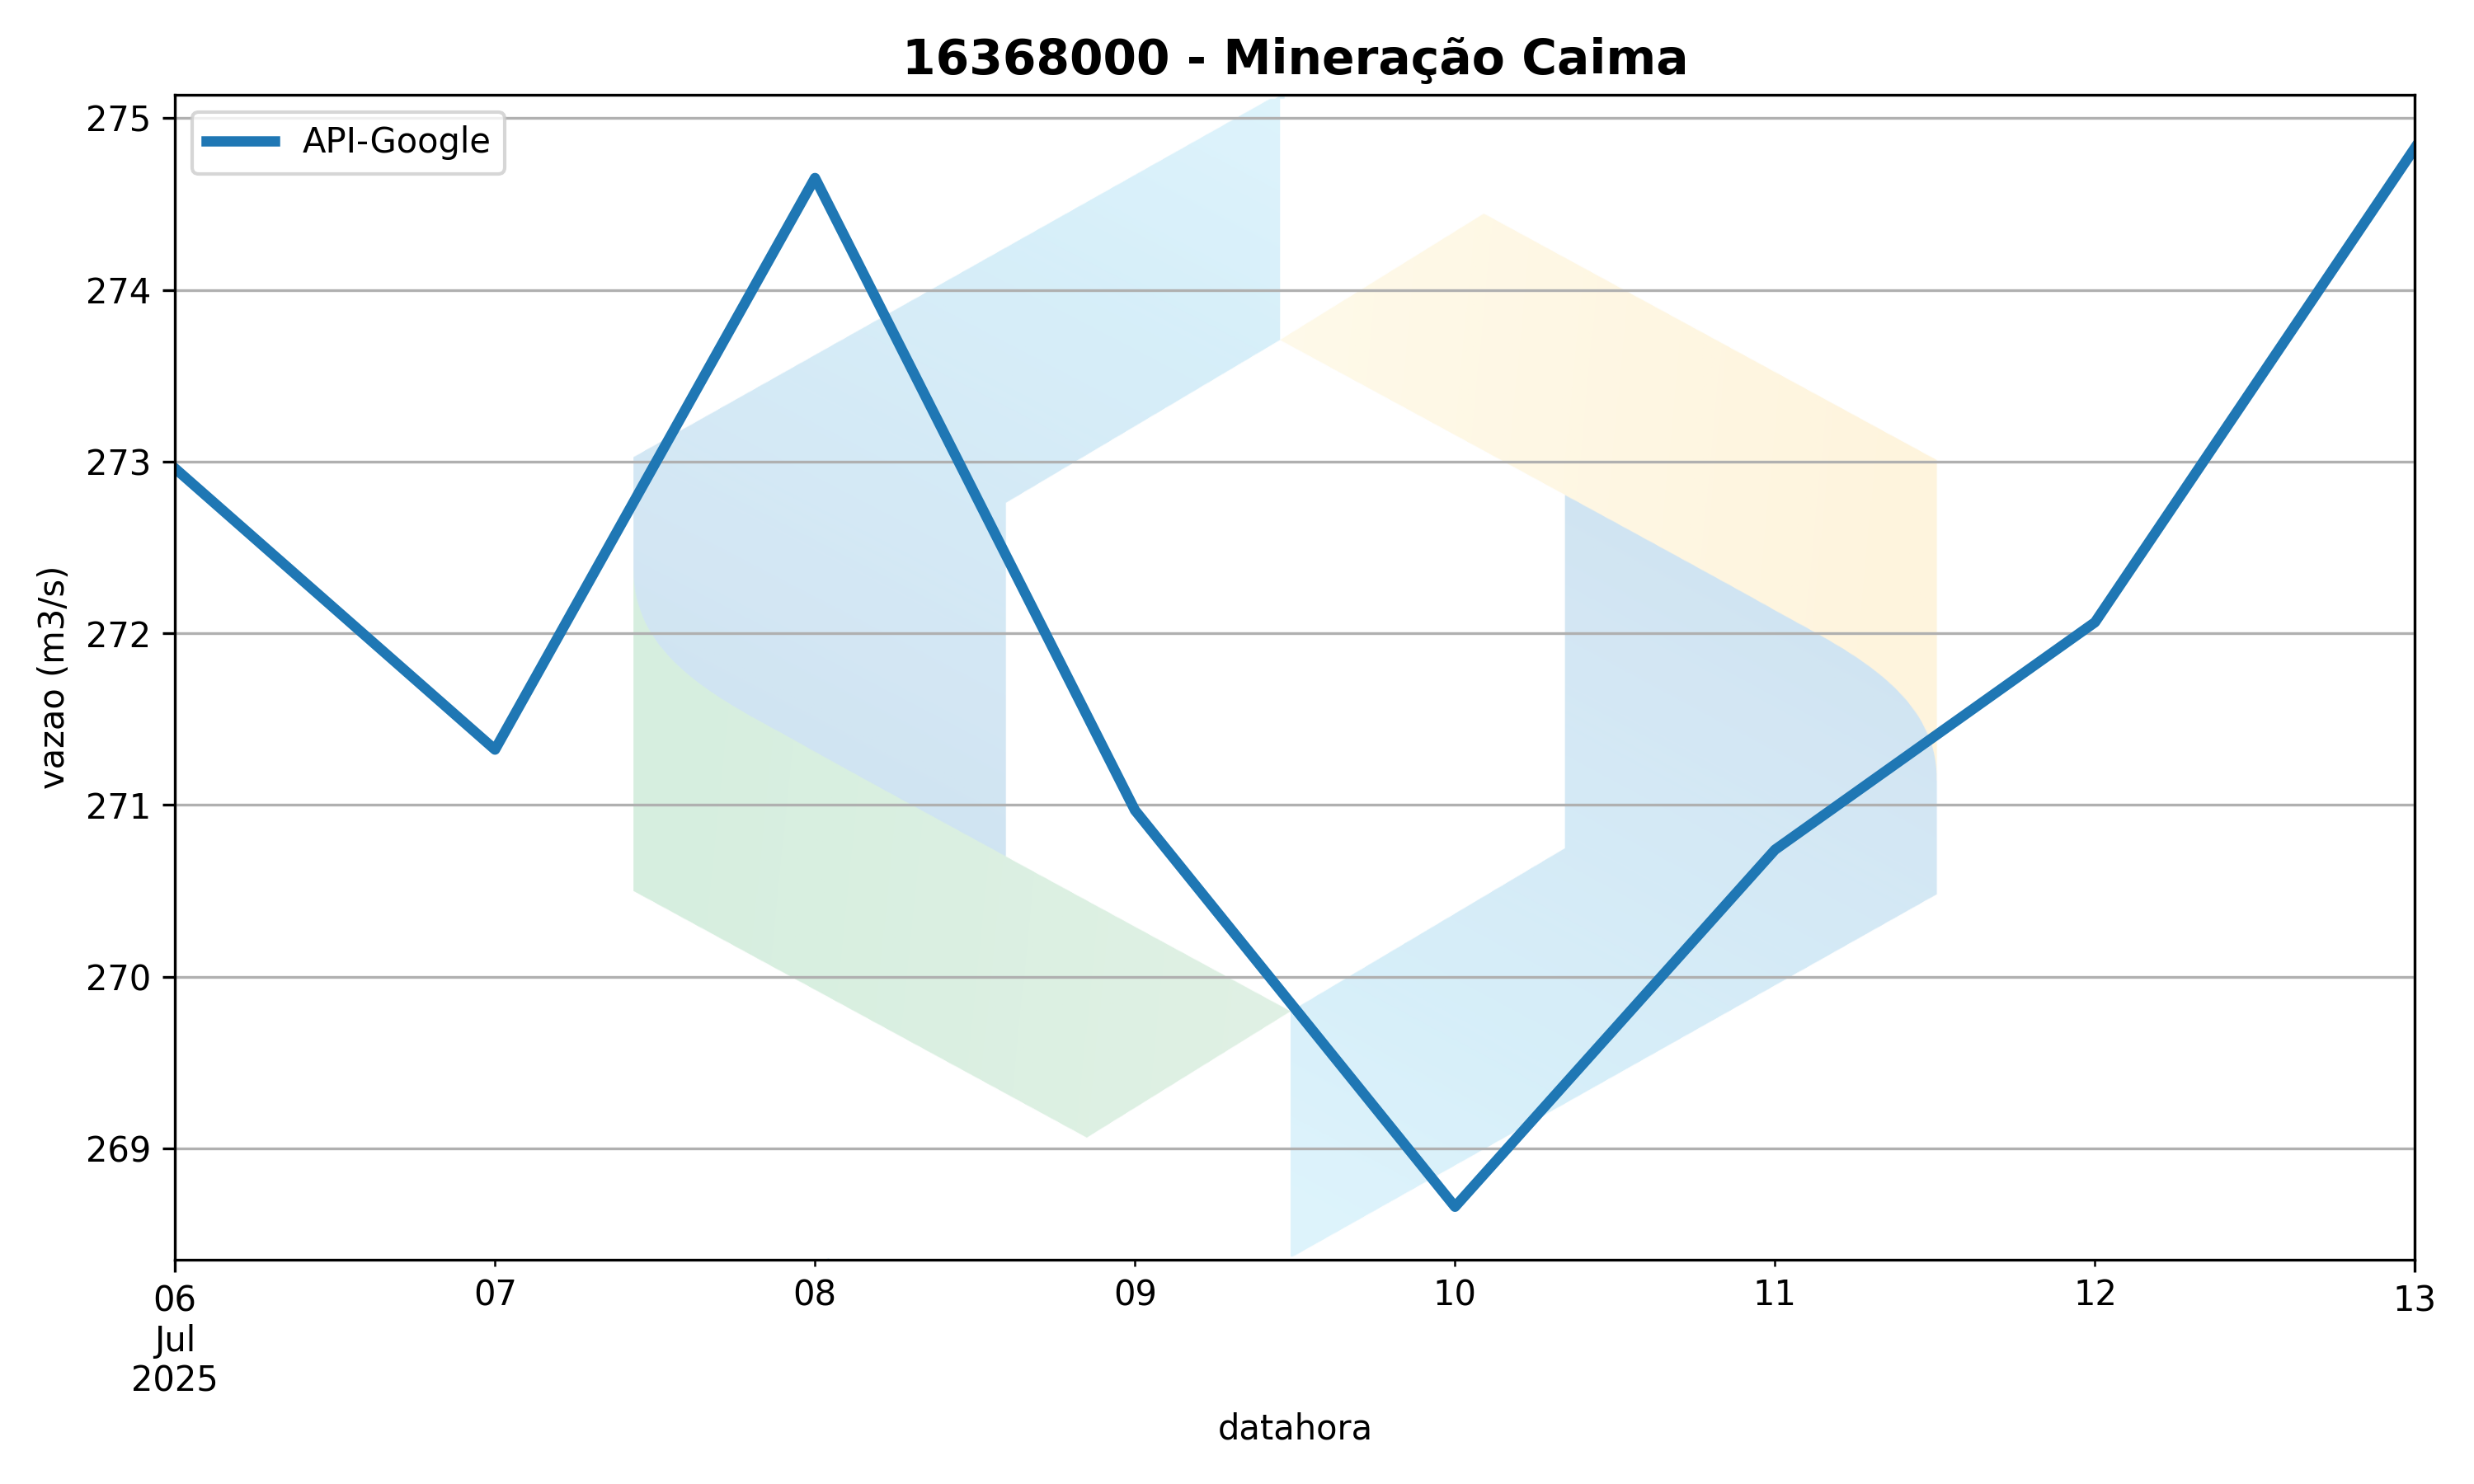 16368000 - Mineração Caima
API-Google
275
274
273
272
271
270
269
vazao (m3/s)
06 07 08 09 10 11 12 13
Jul
2025
datahora